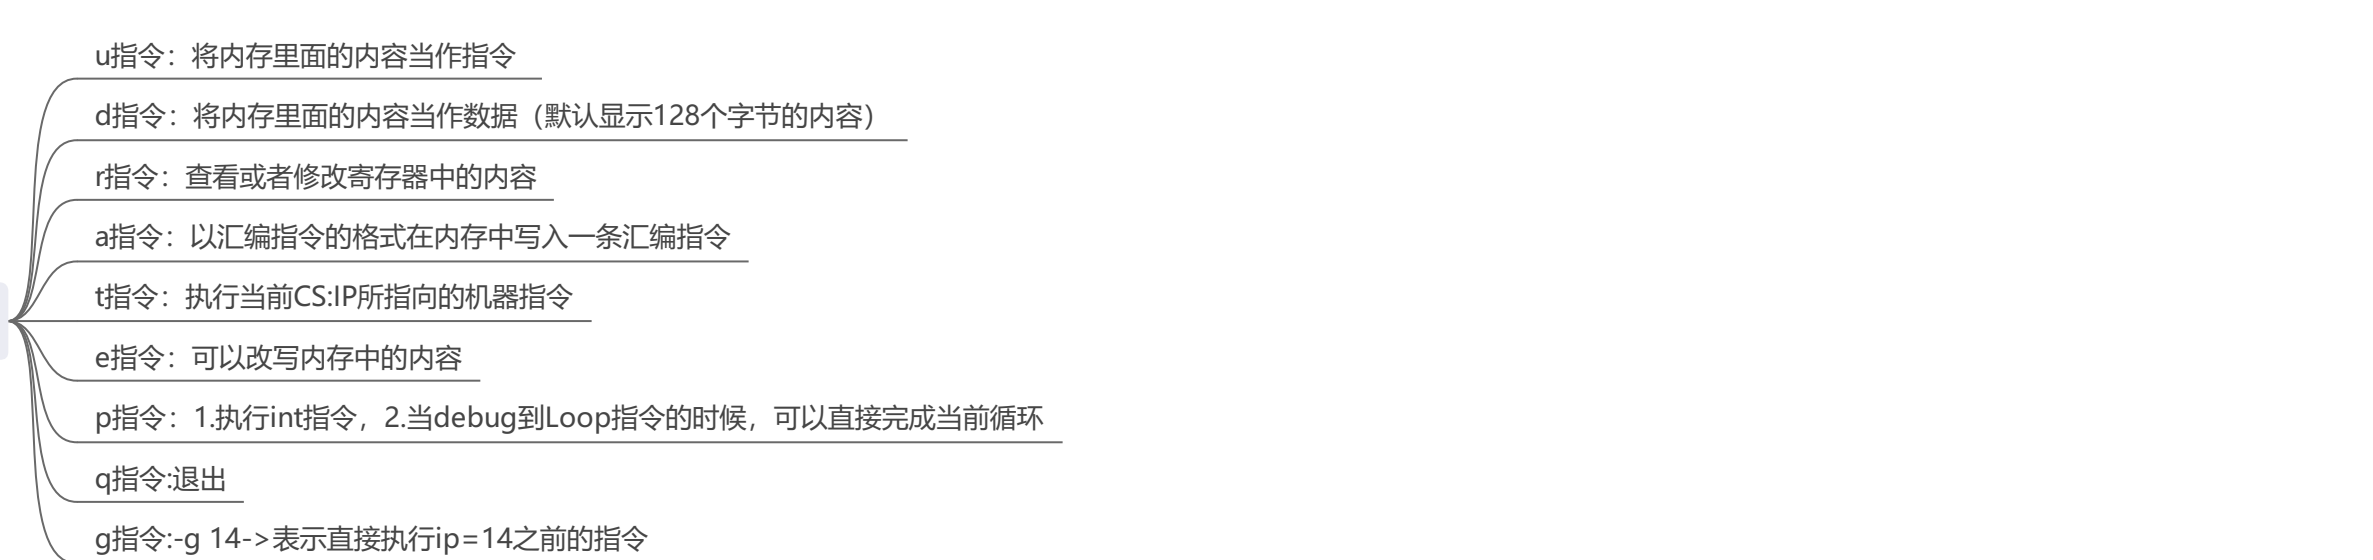 u指令：将内存里面的内容当作指令
d指令：将内存里面的内容当作数据（默认显示128个字节的内容）
r指令：查看或者修改寄存器中的内容
a指令：以汇编指令的格式在内存中写入一条汇编指令
t指令：执行当前CS:IP所指向的机器指令
e指令：可以改写内存中的内容
p指令：1.执行int指令，2.当debug到Loop指令的时候，可以直接完成当前循环
q指令:退出
g指令:-g 14->表示直接执行ip=14之前的指令